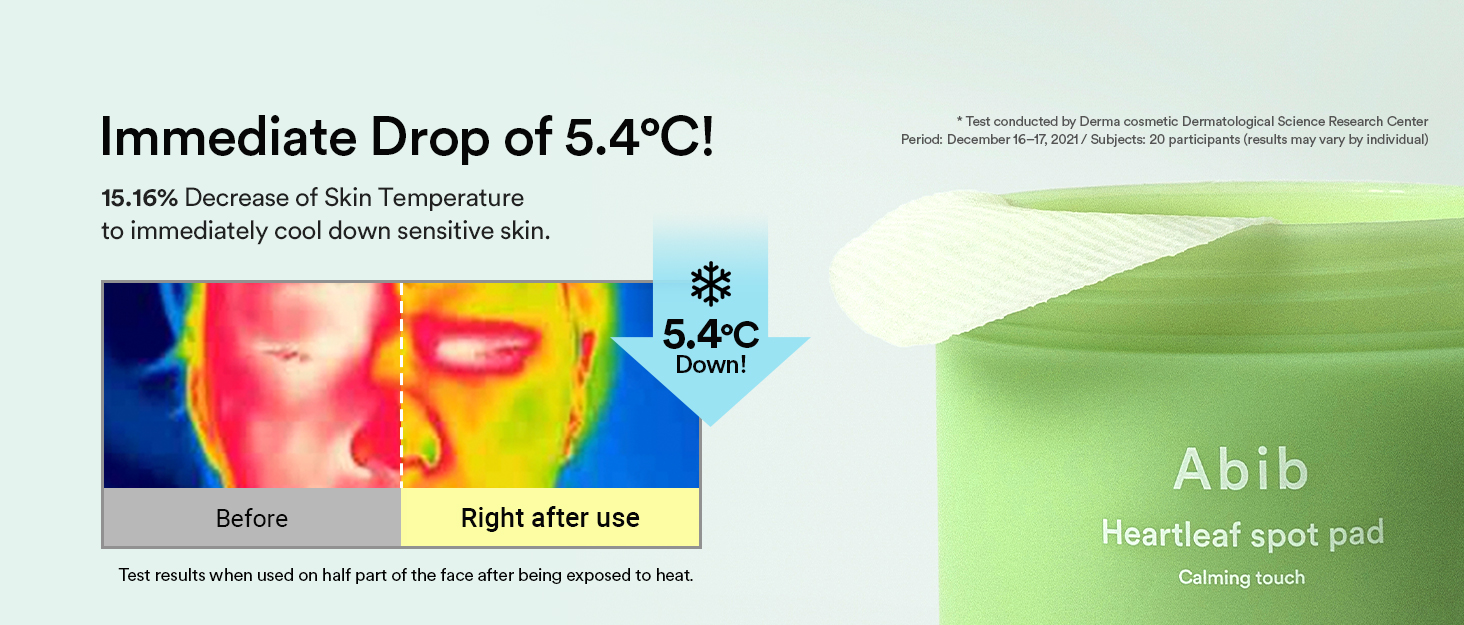 Immediate Drop of 5.4°C!
15.16% Decrease of Skin Temperature
to immediately cool down sensitive skin.
* Test conducted by Derma cosmetic Dermatological Science Research Center
Period: December 16–17, 2021 / Subjects: 20 participants (results may vary by individual)
5.4°C
Down!
Before
Right after use
Test results when used on half part of the face after being exposed to heat.
Abib
Heartleaf spot pad
Calming touch